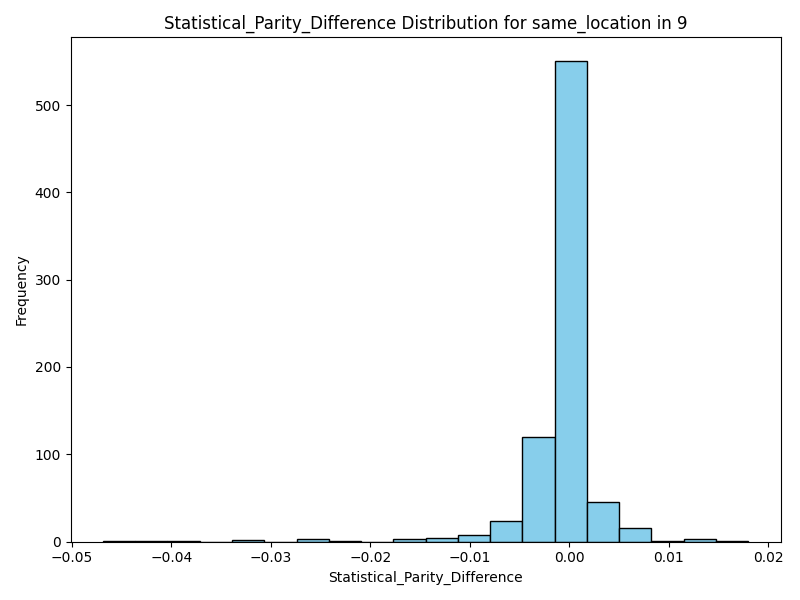 Statistical_Parity_Difference Distribution for same_location in 9
Frequency
500
400
300
200
100
0
−0.05 −0.04 −0.03 −0.02 −0.01 0.00 0.01 0.02
Statistical_Parity_Difference